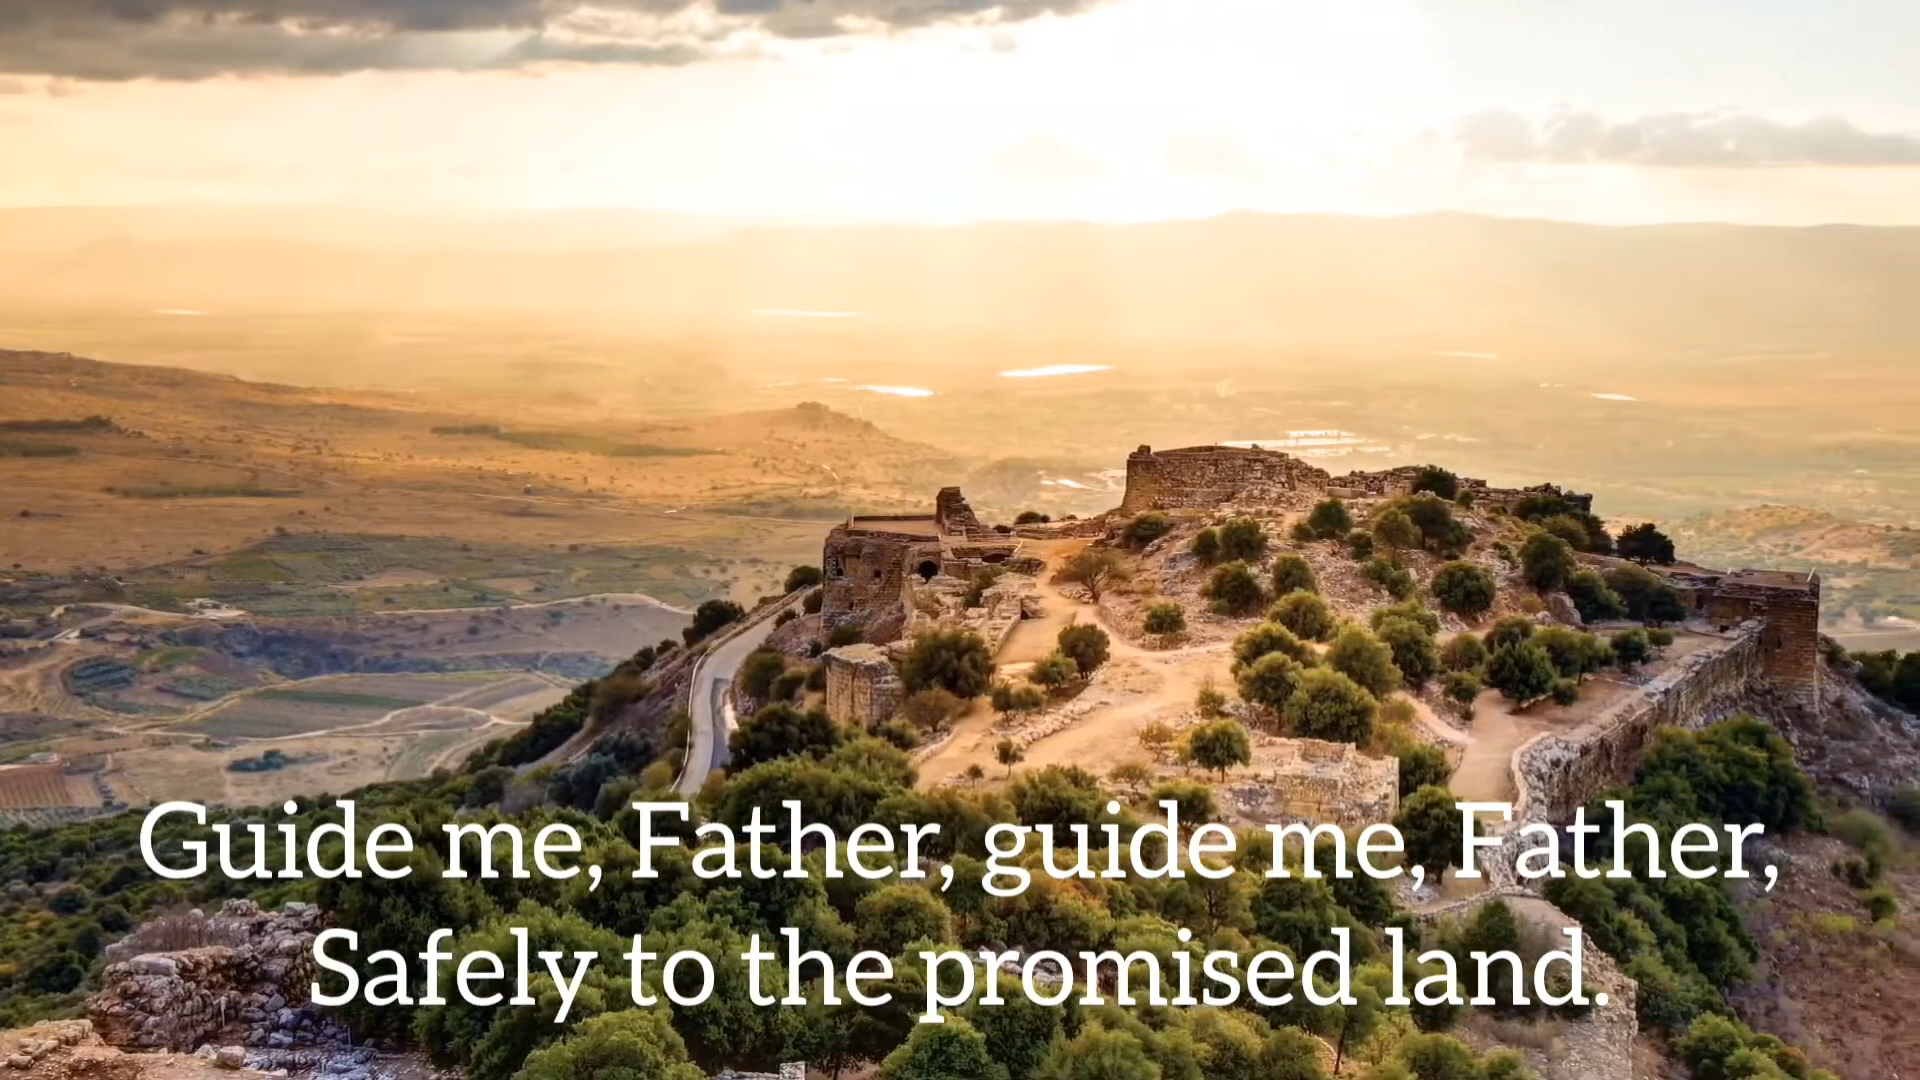 Guide me, Father, guide me, Father,
Safely to the promised land.